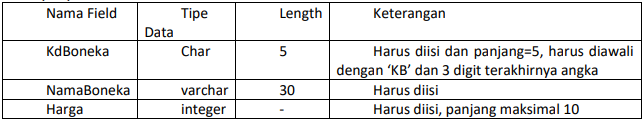 Nama Field Tipe Data Length Keterangan
KdBoneka Char 5 Harus diisi dan panjang=5, harus diawali
dengan ‘KB’ dan 3 digit terakhirnya angka
NamaBoneka varchar 30 Harus diisi
Harga integer - Harus diisi, panjang maksimal 10